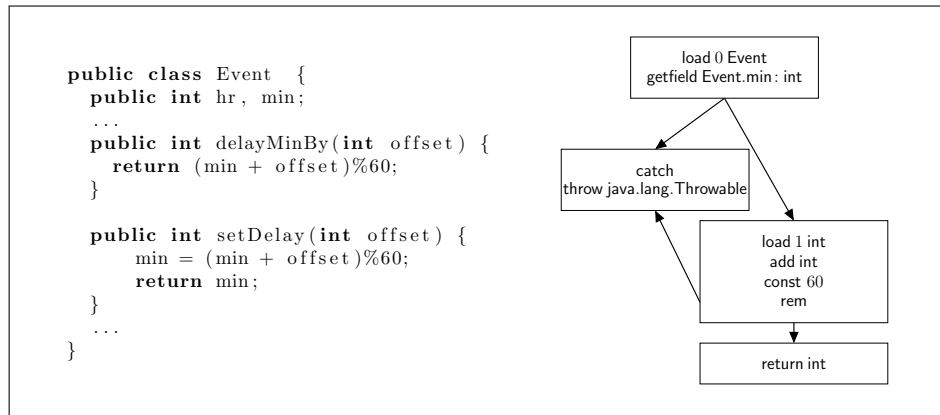 public class Event {
public int hr, min;
...
public int delayMinBy(int offset) {
return (min + offset)%60;
}
public int setDelay(int offset) {
min = (min + offset)%60;
return min;
}
...
}
load 0 Event
getfield Event.min: int
catch
throw java.lang.Throwable
load 1 int
add int
const 60
rem
return int